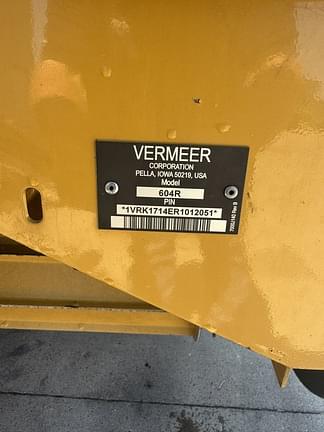 VERMEER
CORPORATION
PELLA, IOWA 50219, USA
Model
604R
PIN
*1VRK1714ER1012051*